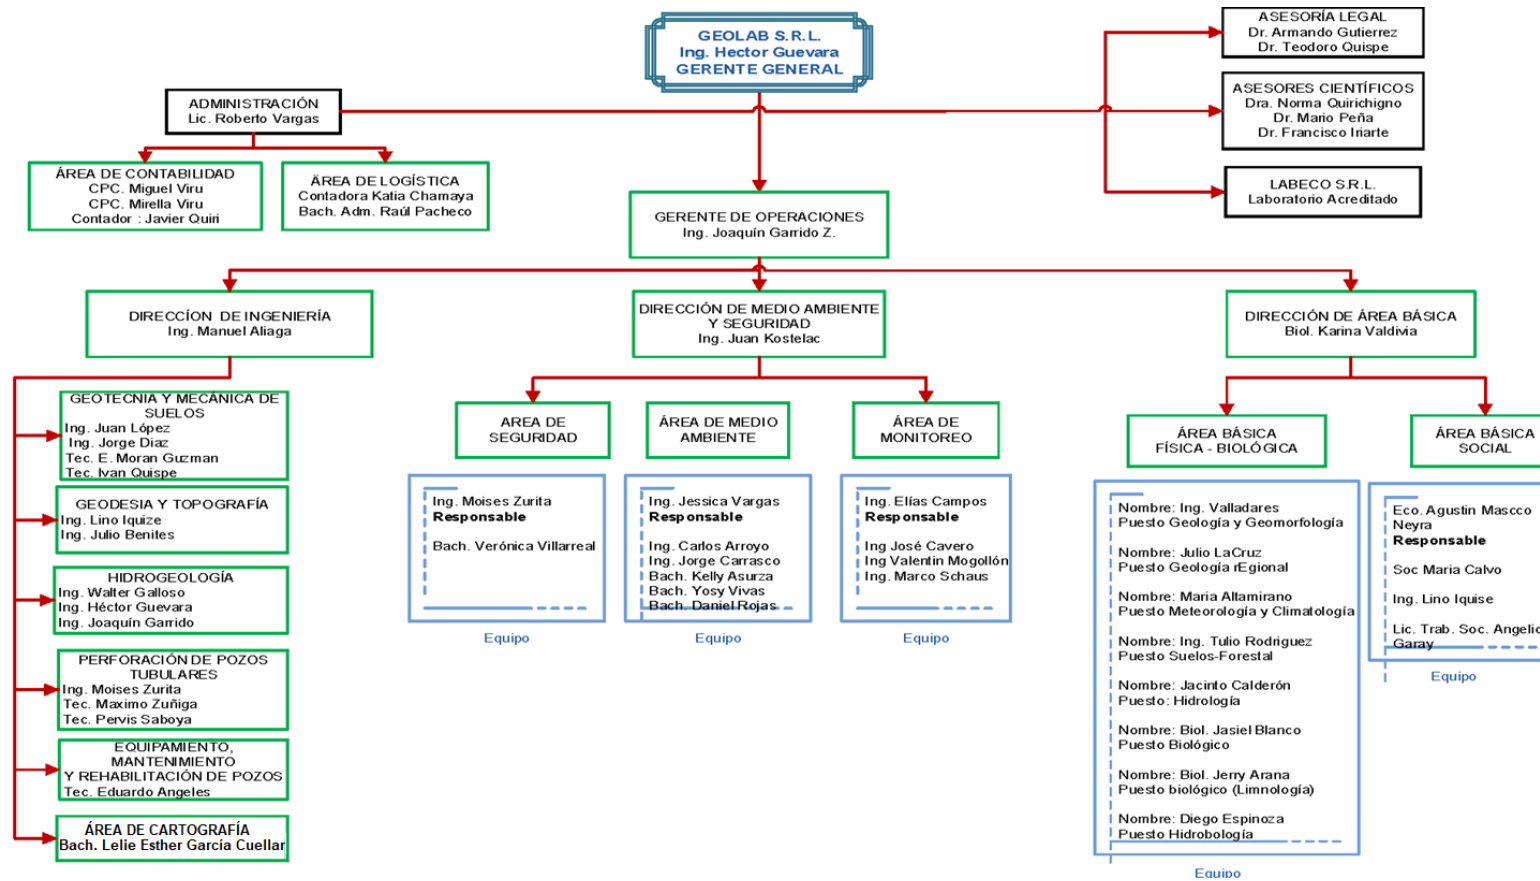 GEOLAB S.R.L.
Ing. Hector Guevara
GERENTE GENERAL
ASESORÍA LEGAL
Dr. Armando Gutierrez
Dr. Teodoro Quispe
ADMINISTRACIÓN
Lic. Roberto Vargas
ASESORES CIENTÍFICOS
Dra. Norma Quirichigno
Dr. Mario Peña
Dr. Francisco Iriarte
ÁREA DE CONTABILIDAD
CPC. Miguel Viru
CPC. Mirella Viru
Contador : Javier Quiri
ÄREA DE LOGÍSTICA
Contadora Katia Chamaya
Bach. Adm. Raúl Pacheco
LABECO S.R.L.
Laboratorio Acreditado
GERENTE DE OPERACIONES
Ing. Joaquín Garrido Z.
DIRECCÍON DE INGENIERÍA
Ing. Manuel Aliaga
DIRECCIÓN DE MEDIO AMBIENTE
Y SEGURIDAD
Ing. Juan Kostelac
DIRECCIÓN DE ÁREA BÁSICA
Biol. Karina Valdivia
GEOTECNIA Y MECÁNICA DE
SUELOS
Ing. Juan López
Ing. Jorge Diaz
Tec. E. Moran Guzman
Tec. Ivan Quispe
GEODESIA Y TOPOGRAFÍA
Ing. Lino Iquize
Ing. Julio Benites
HIDROGEOLOGÍA
Ing. Walter Galloso
Ing. Héctor Guevara
Ing. Joaquín Garrido
PERFORACIÓN DE POZOS
TUBULARES
Ing. Moises Zurita
Tec. Maximo Zuñiga
Tec. Pervis Saboya
EQUIPAMIENTO,
MANTENIMIENTO
Y REHABILITACIÓN DE POZOS
Tec. Eduardo Angeles
ÁREA DE CARTOGRAFÍA
Bach. Lelie Esther García Cuellar
AREA DE
SEGURIDAD
Ing. Moises Zurita
Responsable
Bach. Verónica Villarreal
Equipo
ÁREA DE MEDIO
AMBIENTE
Ing. Jessica Vargas
Responsable
Ing. Carlos Arroyo
Ing. Jorge Carrasco
Bach. Kelly Asurza
Bach. Yosy Vivas
Bach. Daniel Rojas
Equipo
ÁREA DE
MONITOREO
Ing. Elías Campos
Responsable
Ing José Cavero
Ing Valentin Mogollón
Ing. Marco Schaus
Equipo
ÁREA BÁSICA
FÍSICA - BIOLÓGICA
Nombre: Ing. Valladares
Puesto Geología y Geomorfología
Nombre: Julio LaCruz
Puesto Geología rEgional
Nombre: Maria Altamirano
Puesto Meteorología y Climatología
Nombre: Ing. Tulio Rodriguez
Puesto Suelos-Forestal
Nombre: Jacinto Calderón
Puesto: Hidrología
Nombre: Biol. Jasiel Blanco
Puesto Biológico
Nombre: Biol. Jerry Arana
Puesto biológico (Limnología)
Nombre: Diego Espinoza
Puesto Hidrobología
Equipo
ÁREA BÁSICA
SOCIAL
Eco. Agustin Mascco
Neyra
Responsable
Soc Maria Calvo
Ing. Lino Iquise
Lic. Trab. Soc. Angelic
Garay
Equipo